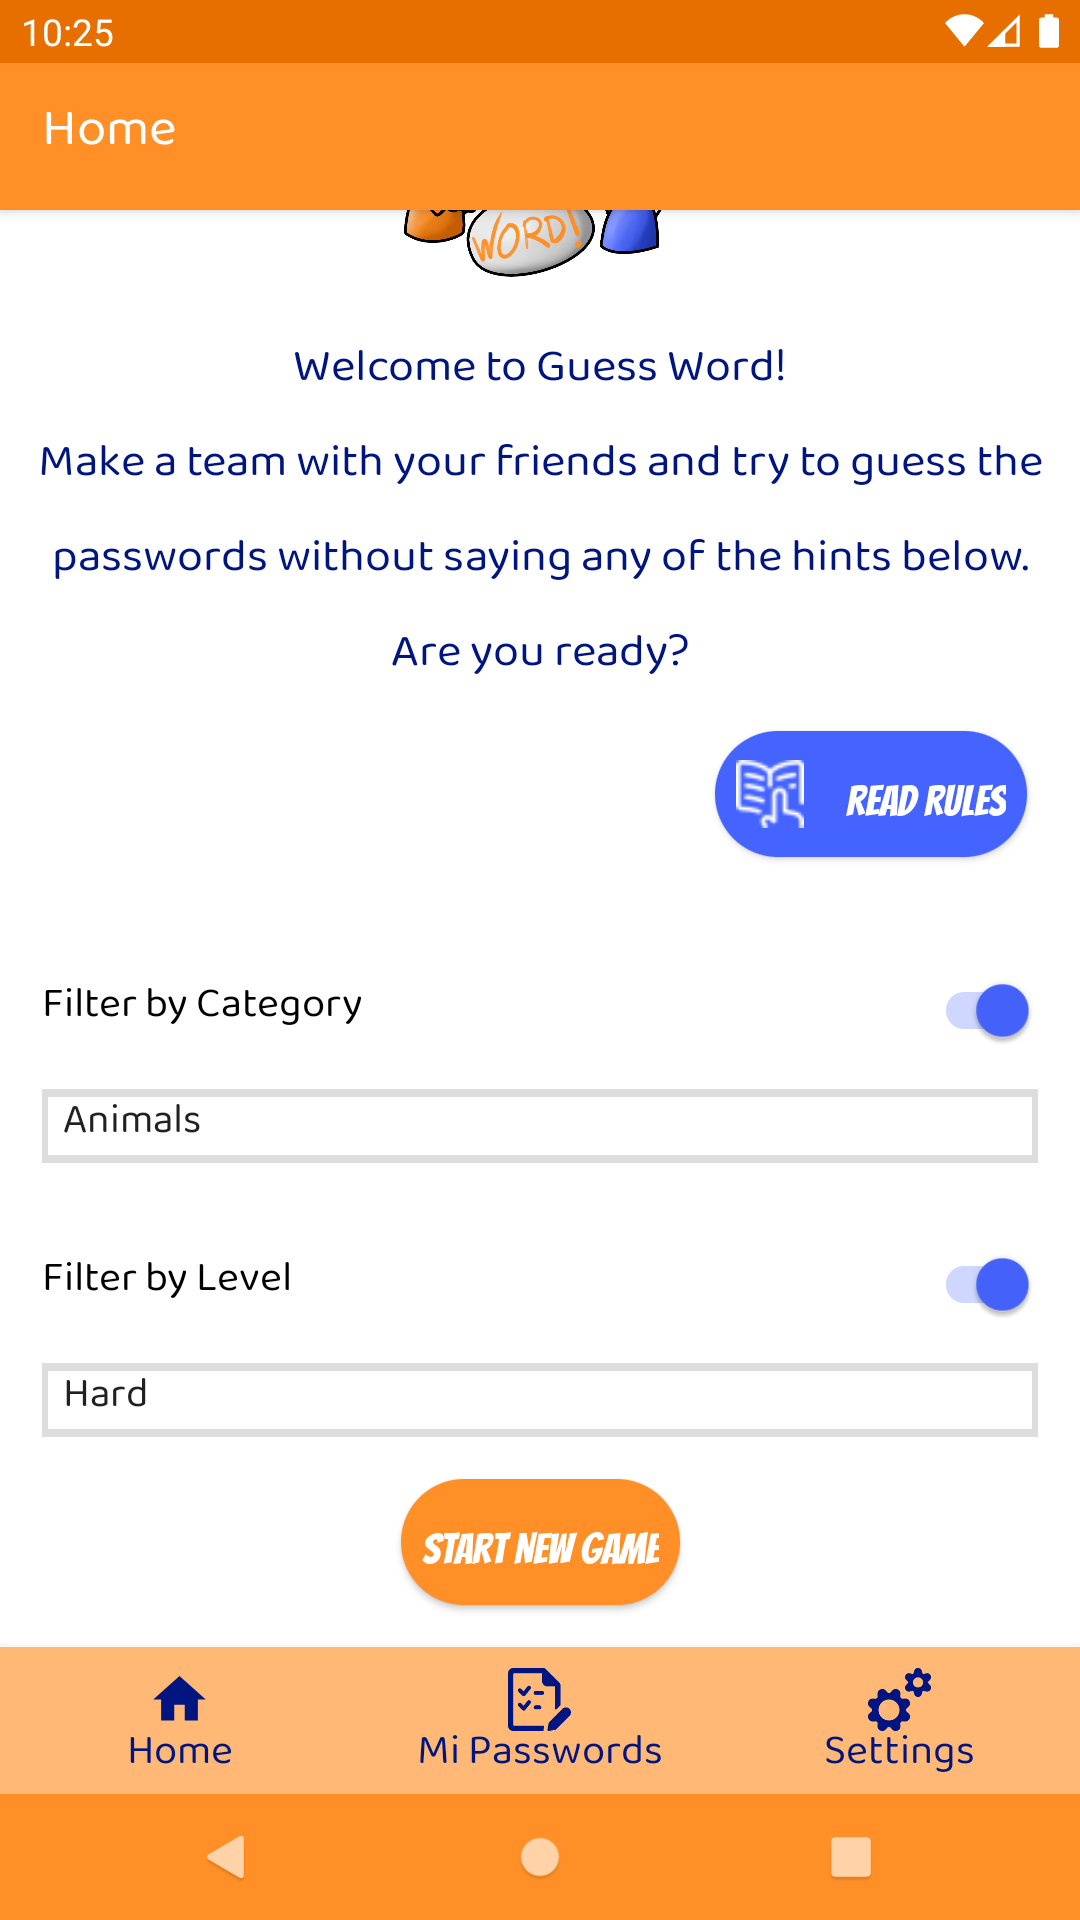 10:25
Home
WORD!
Welcome to Guess Word!
Make a team with your friends and try to guess the
passwords without saying any of the hints below.
Are you ready?
READ RULES
Filter by Category
Animals
Filter by Level
Hard
START NEW GAME
Home
Mi Passwords
Settings